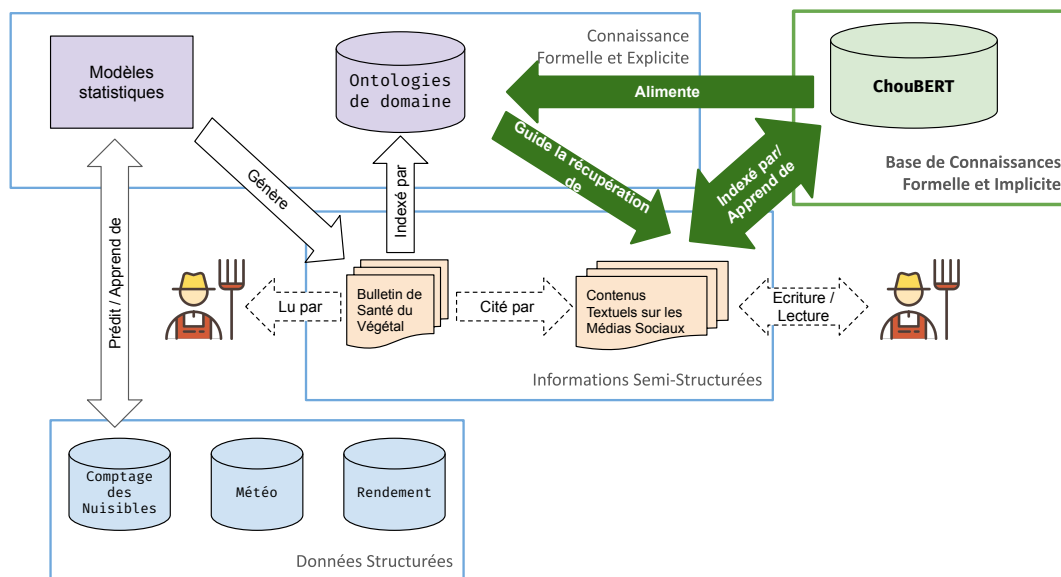 Connaissance
Formelle et Explicite
Modèles
statistiques
Ontologies
de domaine
Alimente
ChouBERT
Base de Connaissances
Formelle et Implicite
Guide la récupération
de
Indexé par/
Apprend de
Génère
Indexé par
Prédit / Apprend de
Lu par
Bulletin de
Santé du
Végétal
Cité par
Contenus
Textuels sur les
Médias Sociaux
Ecriture /
Lecture
Informations Semi-Structurées
Comptage
des
Nuisibles
Météo
Rendement
Données Structurées